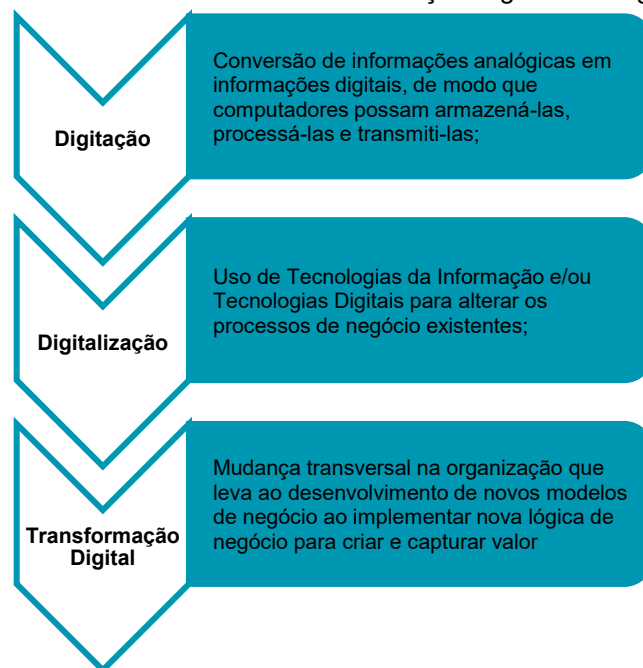 Digitação
Conversão de informações analógicas em
informações digitais, de modo que
computadores possam armazená-las,
processá-las e transmiti-las;
Digitalização
Uso de Tecnologias da Informação e/ou
Tecnologias Digitais para alterar os
processos de negócio existentes;
Transformação
Digital
Mudança transversal na organização que
leva ao desenvolvimento de novos modelos
de negócio ao implementar nova lógica de
negócio para criar e capturar valor